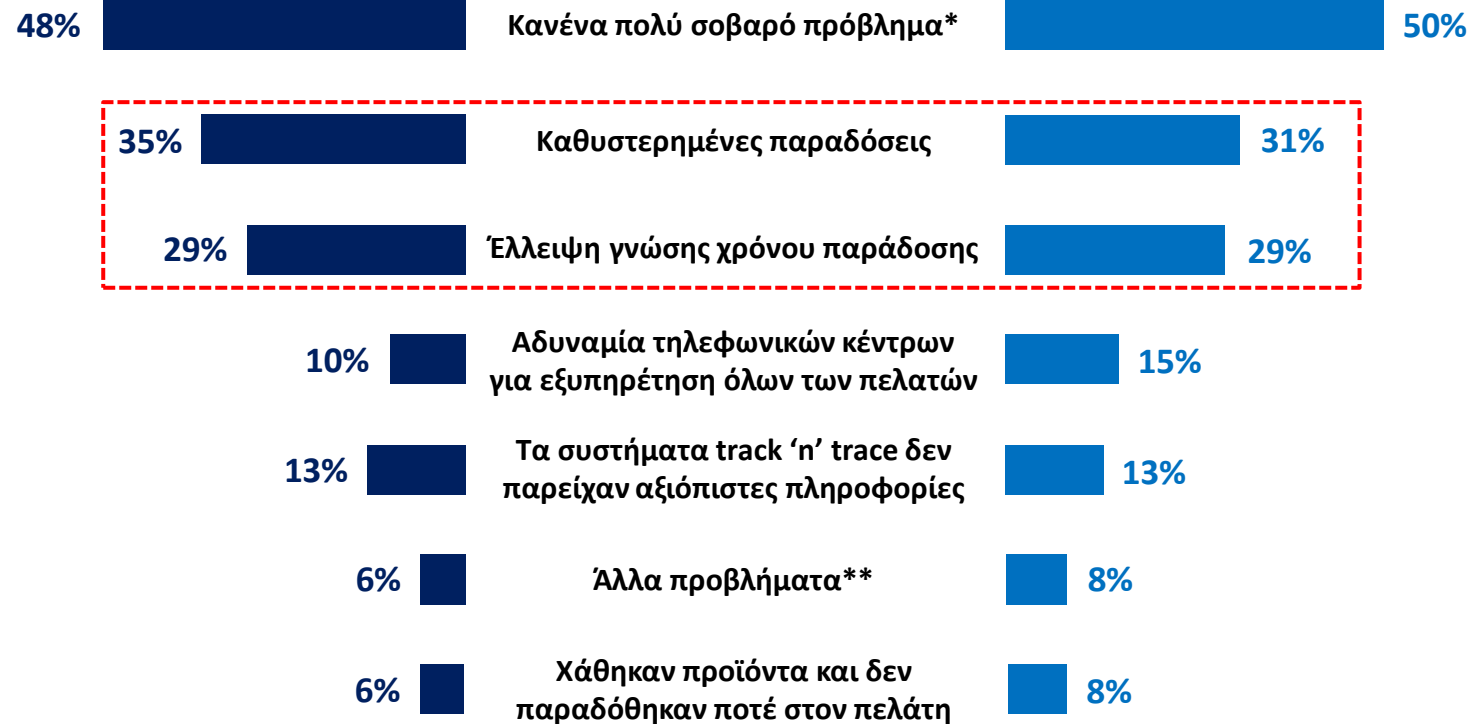 48% Κανένα πολύ σοβαρό πρόβλημα* 50%
35% Καθυστερημένες παραδόσεις 31%
29% Έλλειψη γνώσης χρόνου παράδοσης 29%
10% Αδυναμία τηλεφωνικών κέντρων
για εξυπηρέτηση όλων των πελατών 15%
13% Τα συστήματα track ‘n’ trace δεν
παρείχαν αξιόπιστες πληροφορίες 13%
6% Άλλα προβλήματα** 8%
6% Χάθηκαν προϊόντα και δεν
παραδόθηκαν ποτέ στον πελάτη 8%